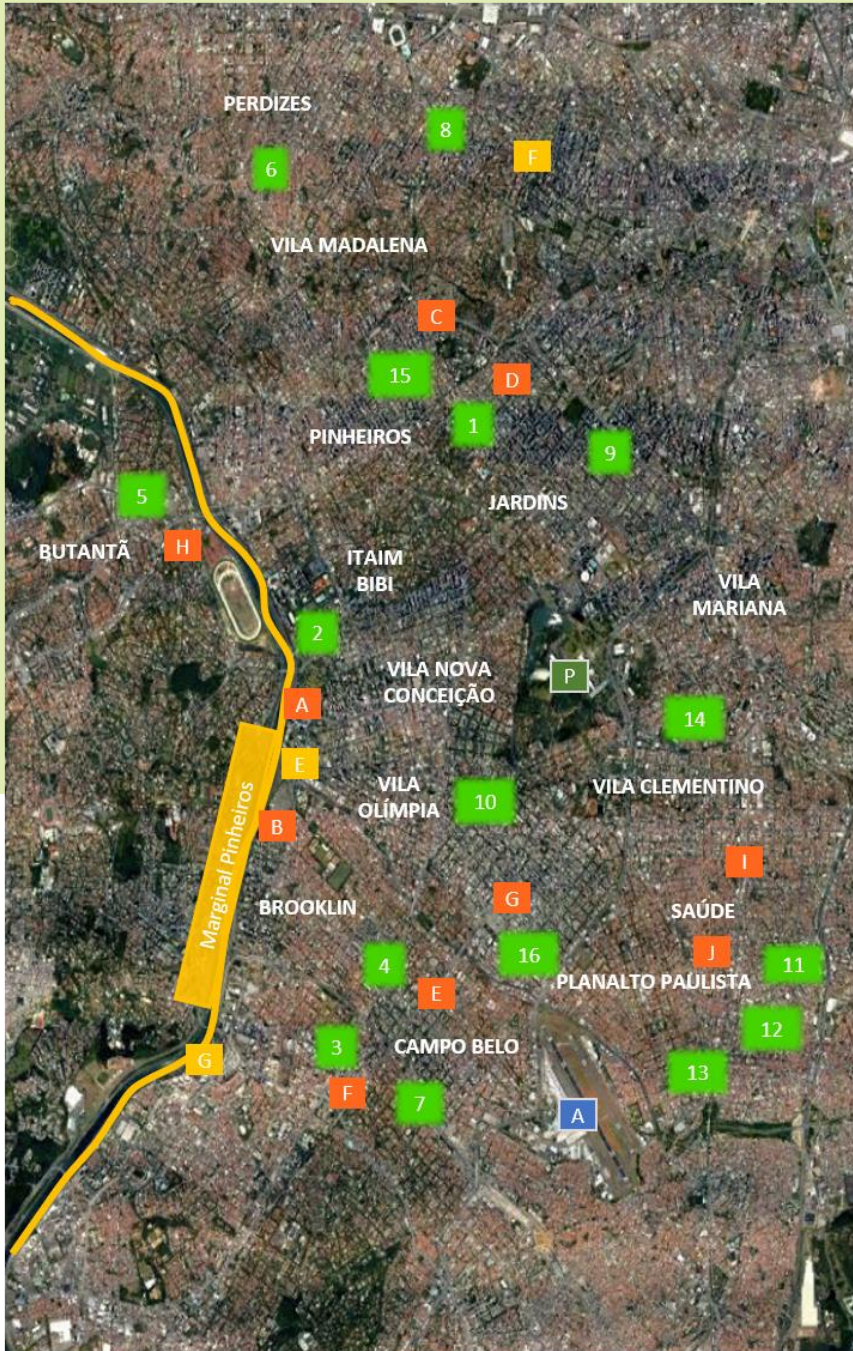 PERDIZES
8
F
6
VILA MADALENA
C
15
D
1
PINHEIROS
9
JARDINS
5
BUTANTÃ
H
ITAIM
BIBI
VILA
MARIANA
2
VILA NOVA
CONCEIÇÃO
P
A
14
E
VILA
OLÍMPIA
10
VILA CLEMENTINO
B
Marginal Pinheiros
I
G
BROOKLIN
SAÚDE
4
16
J
11
PLANALTO PAULISTA
E
12
3
CAMPO BELO
G
13
F
7
A